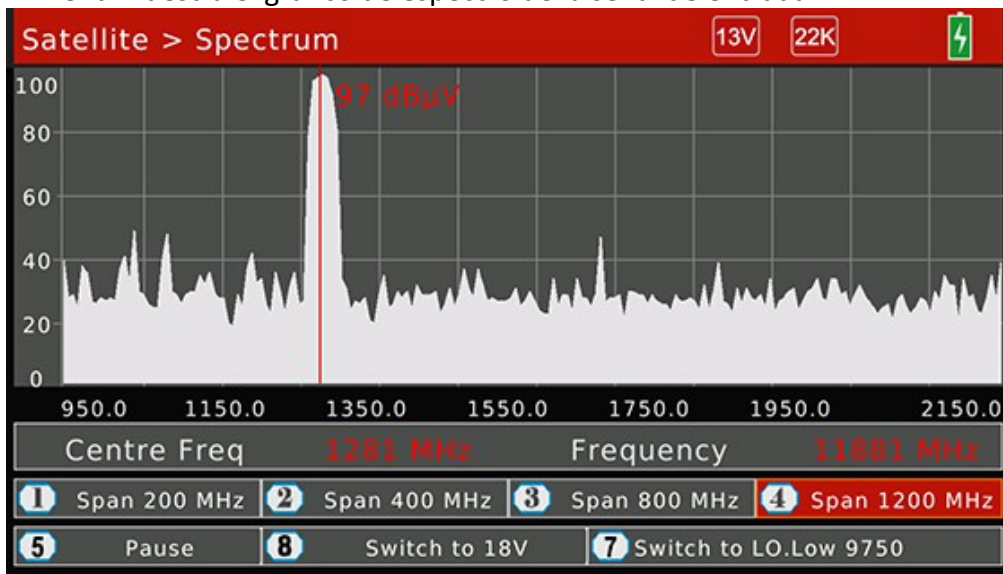 Satellite > Spectrum 13V 22K
97 dBµV
100
80
60
40
20
0
950.0 1150.0 1350.0 1550.0 1750.0 1950.0 2150.0
Centre Freq 1281 MHz Frequency 11881 MHz
1 Span 200 MHz 2 Span 400 MHz 3 Span 800 MHz 4 Span 1200 MHz
5 Pause 8 Switch to 18V 7 Switch to LO.Low 9750